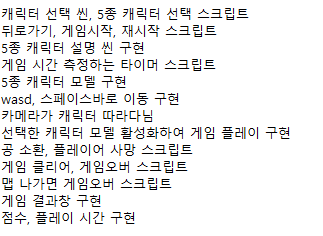 캐릭터 선택 씬, 5종 캐릭터 선택 스크립트
뒤로가기, 게임시작, 재시작 스크립트
5종 캐릭터 설명 씬 구현
게임 시간 측정하는 타이머 스크립트
5종 캐릭터 모델 구현
wasd, 스페이스바로 이동 구현
카메라가 캐릭터 따라다님
선택한 캐릭터 모델 활성화하여 게임 플레이 구현
공 소환, 플레이어 사망 스크립트
게임 클리어, 게임오버 스크립트
맵 나가면 게임오버 스크립트
게임 결과창 구현
점수, 플레이 시간 구현